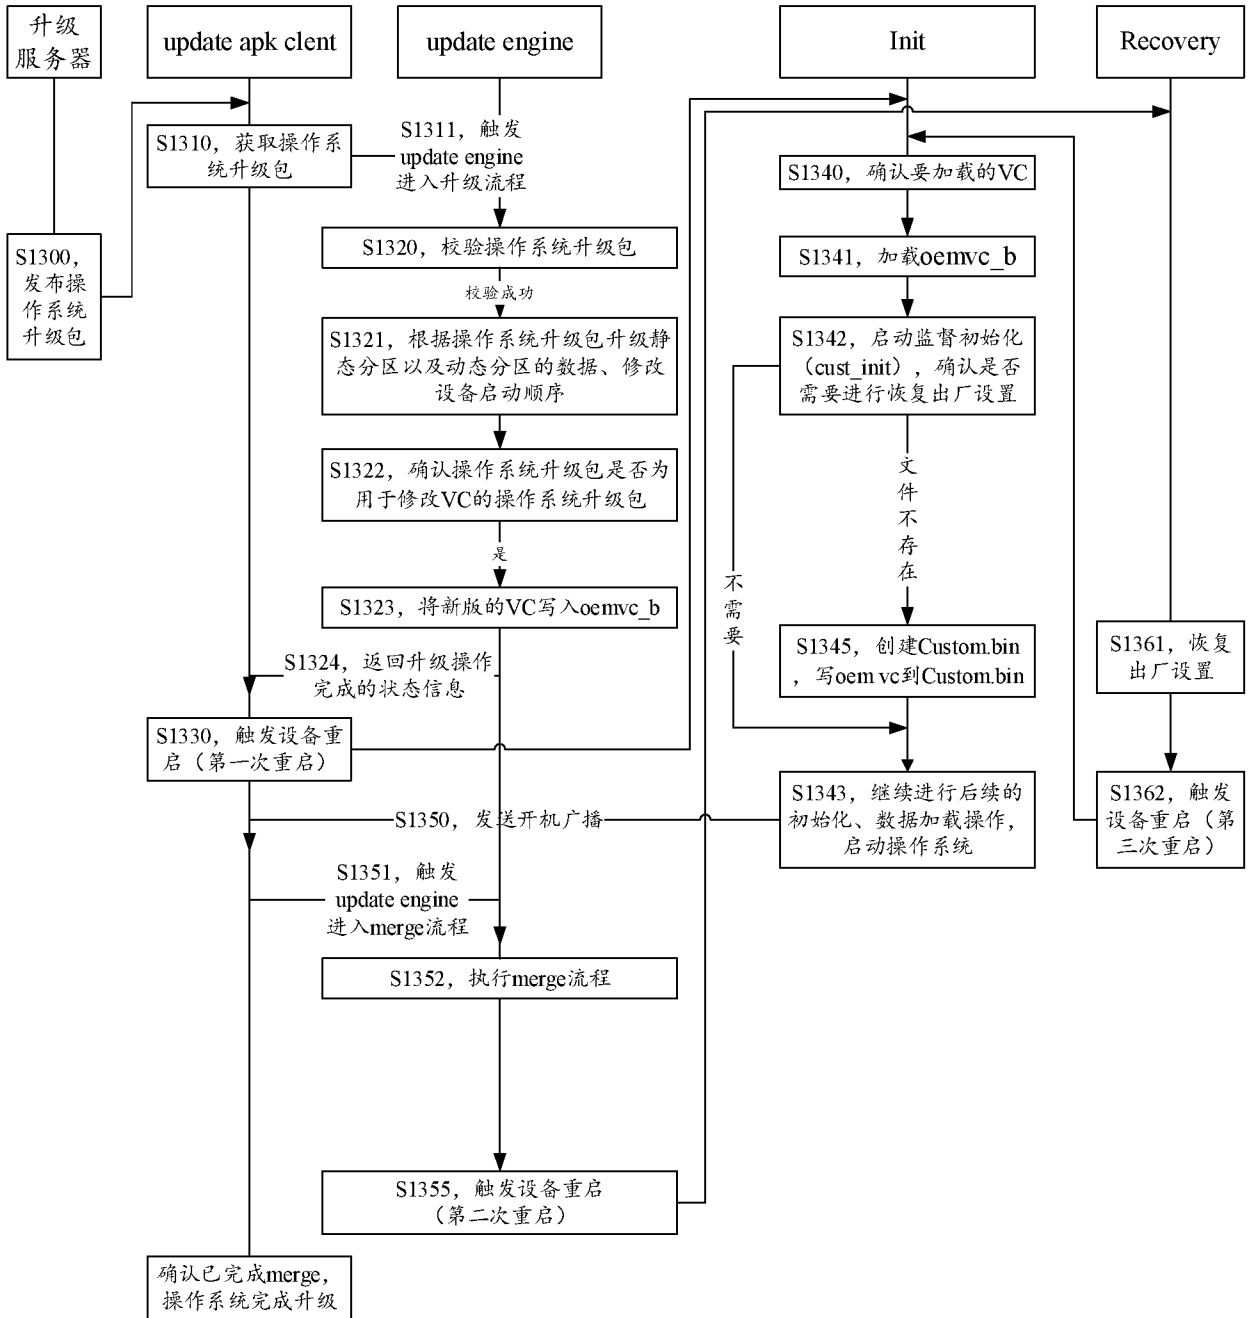 升级
服务器
update apk clent
update engine
Init
Recovery
S1300，
发布操
作系统
升级包
S1310，获取操作系
统升级包
S1311，触发
update engine
进入升级流程
S1320，校验操作系统升级包
校验成功
S1321，根据操作系统升级包升级静
态分区以及动态分区的数据、修改
设备启动顺序
S1322，确认操作系统升级包是否为
用于修改VC的操作系统升级包
是
S1323，将新版的VC写入oemvc_b
S1324，返回升级操作
完成的状态信息
S1330，触发设备重
启（第一次重启）
S1340，确认要加载的VC
S1341，加载oemvc_b
S1342，启动监督初始化
（cust_init），确认是否
需要进行恢复出厂设置
文件不存在
不需要
S1345，创建Custom.bin
，写oem vc到Custom.bin
S1343，继续进行后续的
初始化、数据加载操作，
启动操作系统
S1350，发送开机广播
S1351，触发
update engine
进入merge流程
S1352，执行merge流程
S1355，触发设备重启
（第二次重启）
S1361，恢复
出厂设置
S1362，触发
设备重启（第
三次重启）
确认已完成merge，
操作系统完成升级